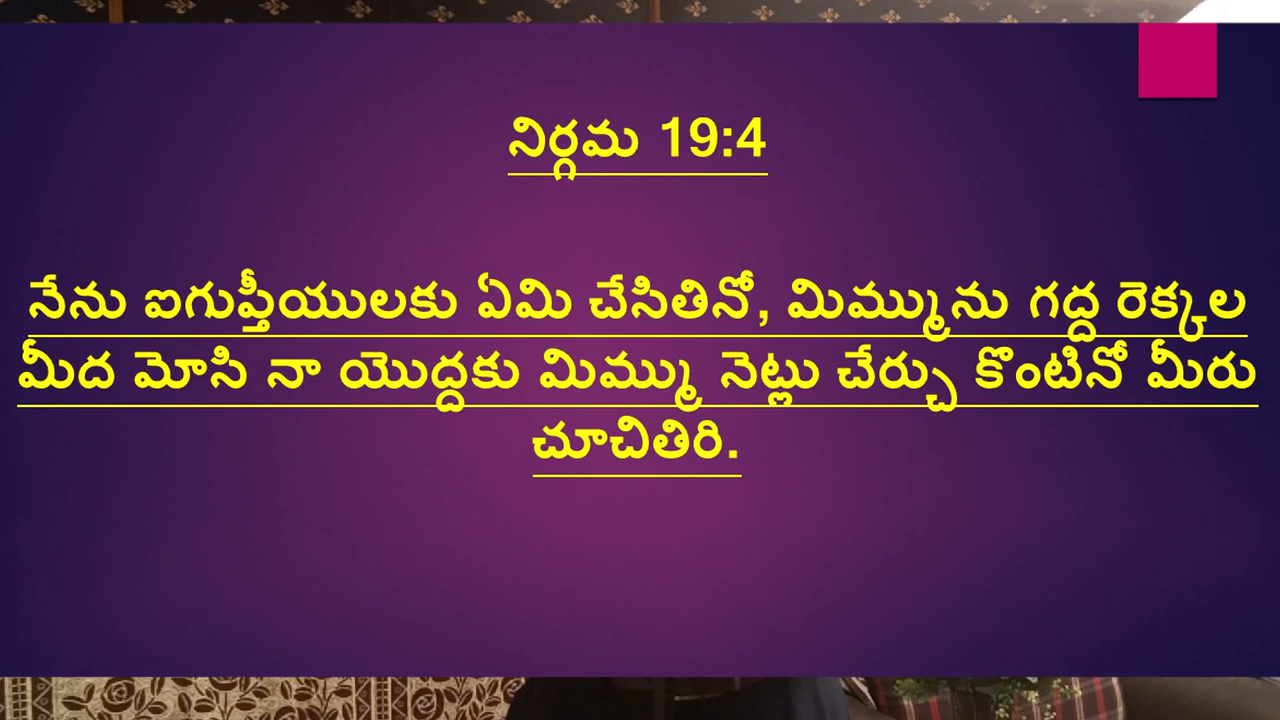 నిర్గమ 19:4
నేను ఐగుప్తీయులకు ఏమి చేసితినో, మిమ్మును గద్ద రెక్కల
మీద మోసి నా యొద్దకు మిమ్ము నెట్లు చేర్చు కొంటినో మీరు
చూచితిరి.